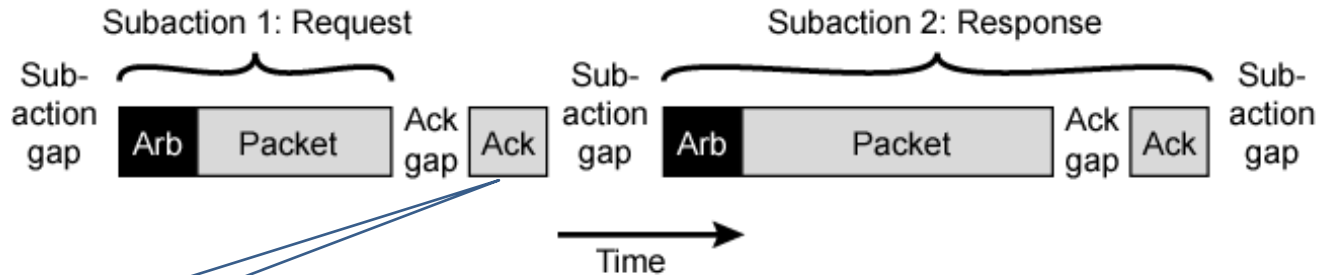 Subaction 1: Request
Subaction 2: Response
Sub-
action
gap
Arb
Packet
Ack
gap
Ack
Sub-
action
gap
Arb
Packet
Ack
gap
Ack
Sub-
action
gap
Time